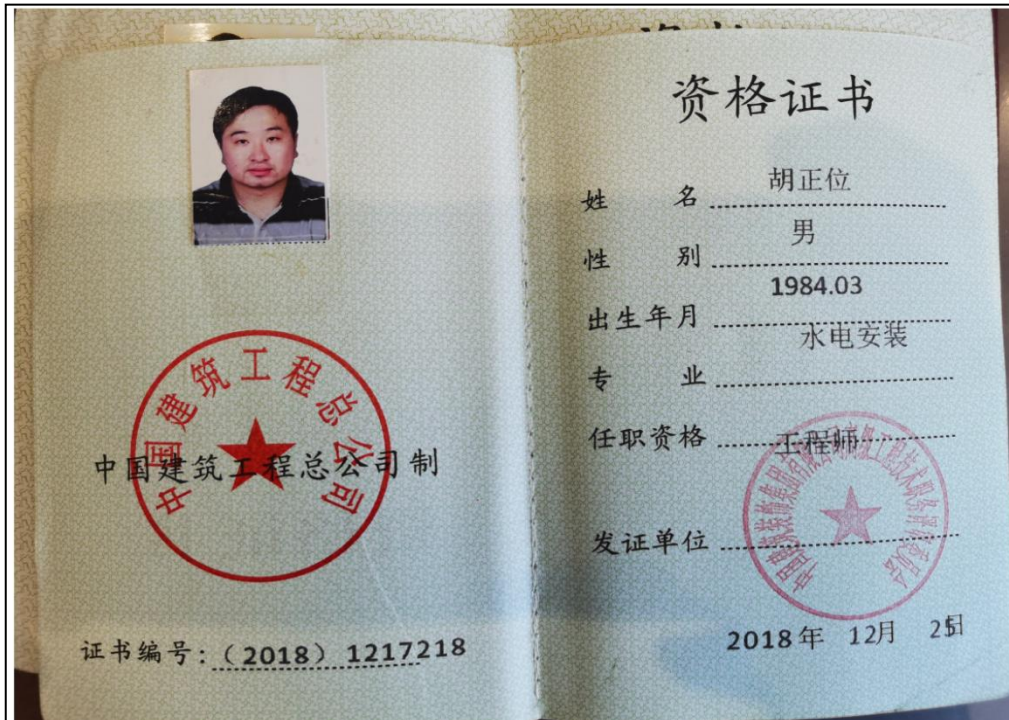 中国建筑工程总公司
中国建筑工程总公司制
证书编号:(2018)1217218
资格证书
姓 名 胡正位
性 别 男
出生年月 1984.03
专 业 水电安装
任职资格 工程师
发证单位
2018年 12月 25日